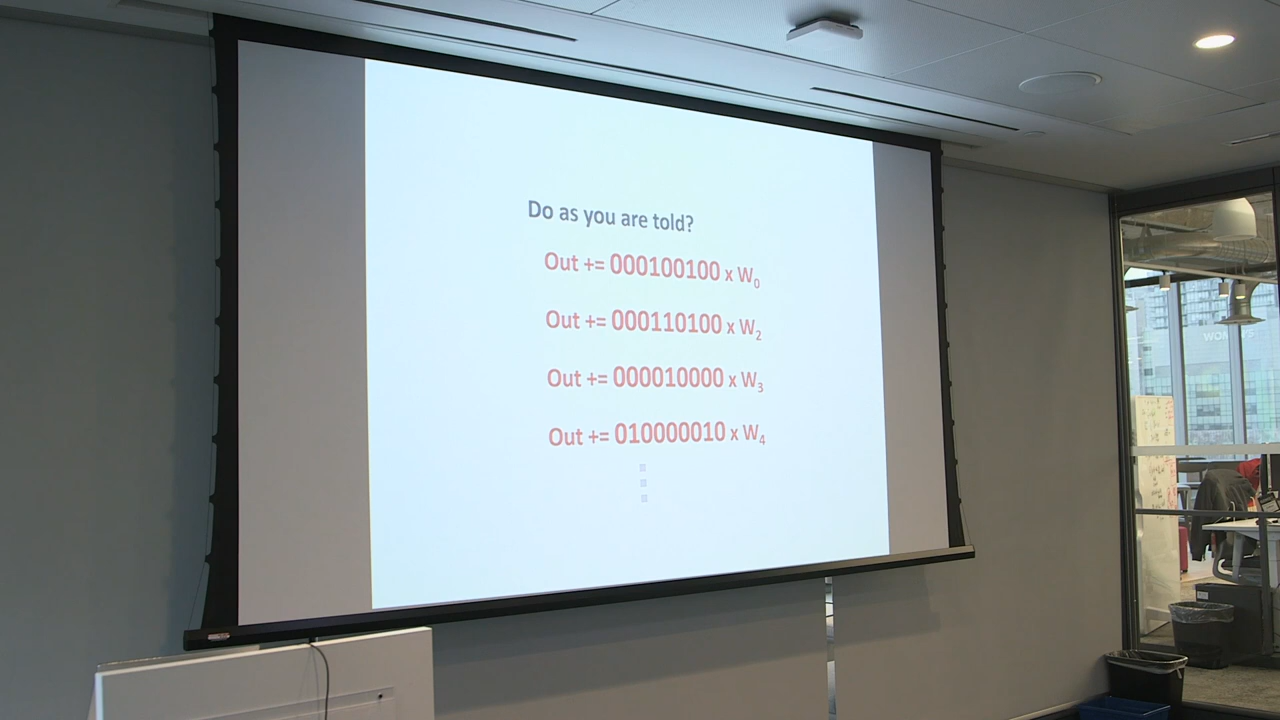 Do as you are told?
Out += 000100100 x W₀
Out += 000110100 x W₂
Out += 000010000 x W₃
Out += 010000010 x W₄